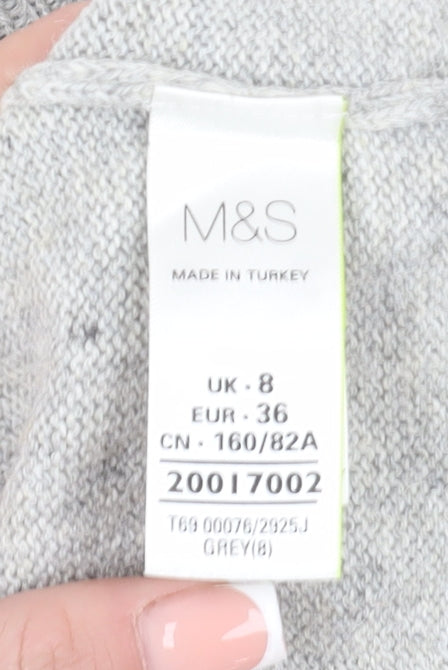 M&S
MADE IN TURKEY
UK · 8
EUR · 36
CN · 160/82A
20017002
T69 00076/2925J
GREY(8)